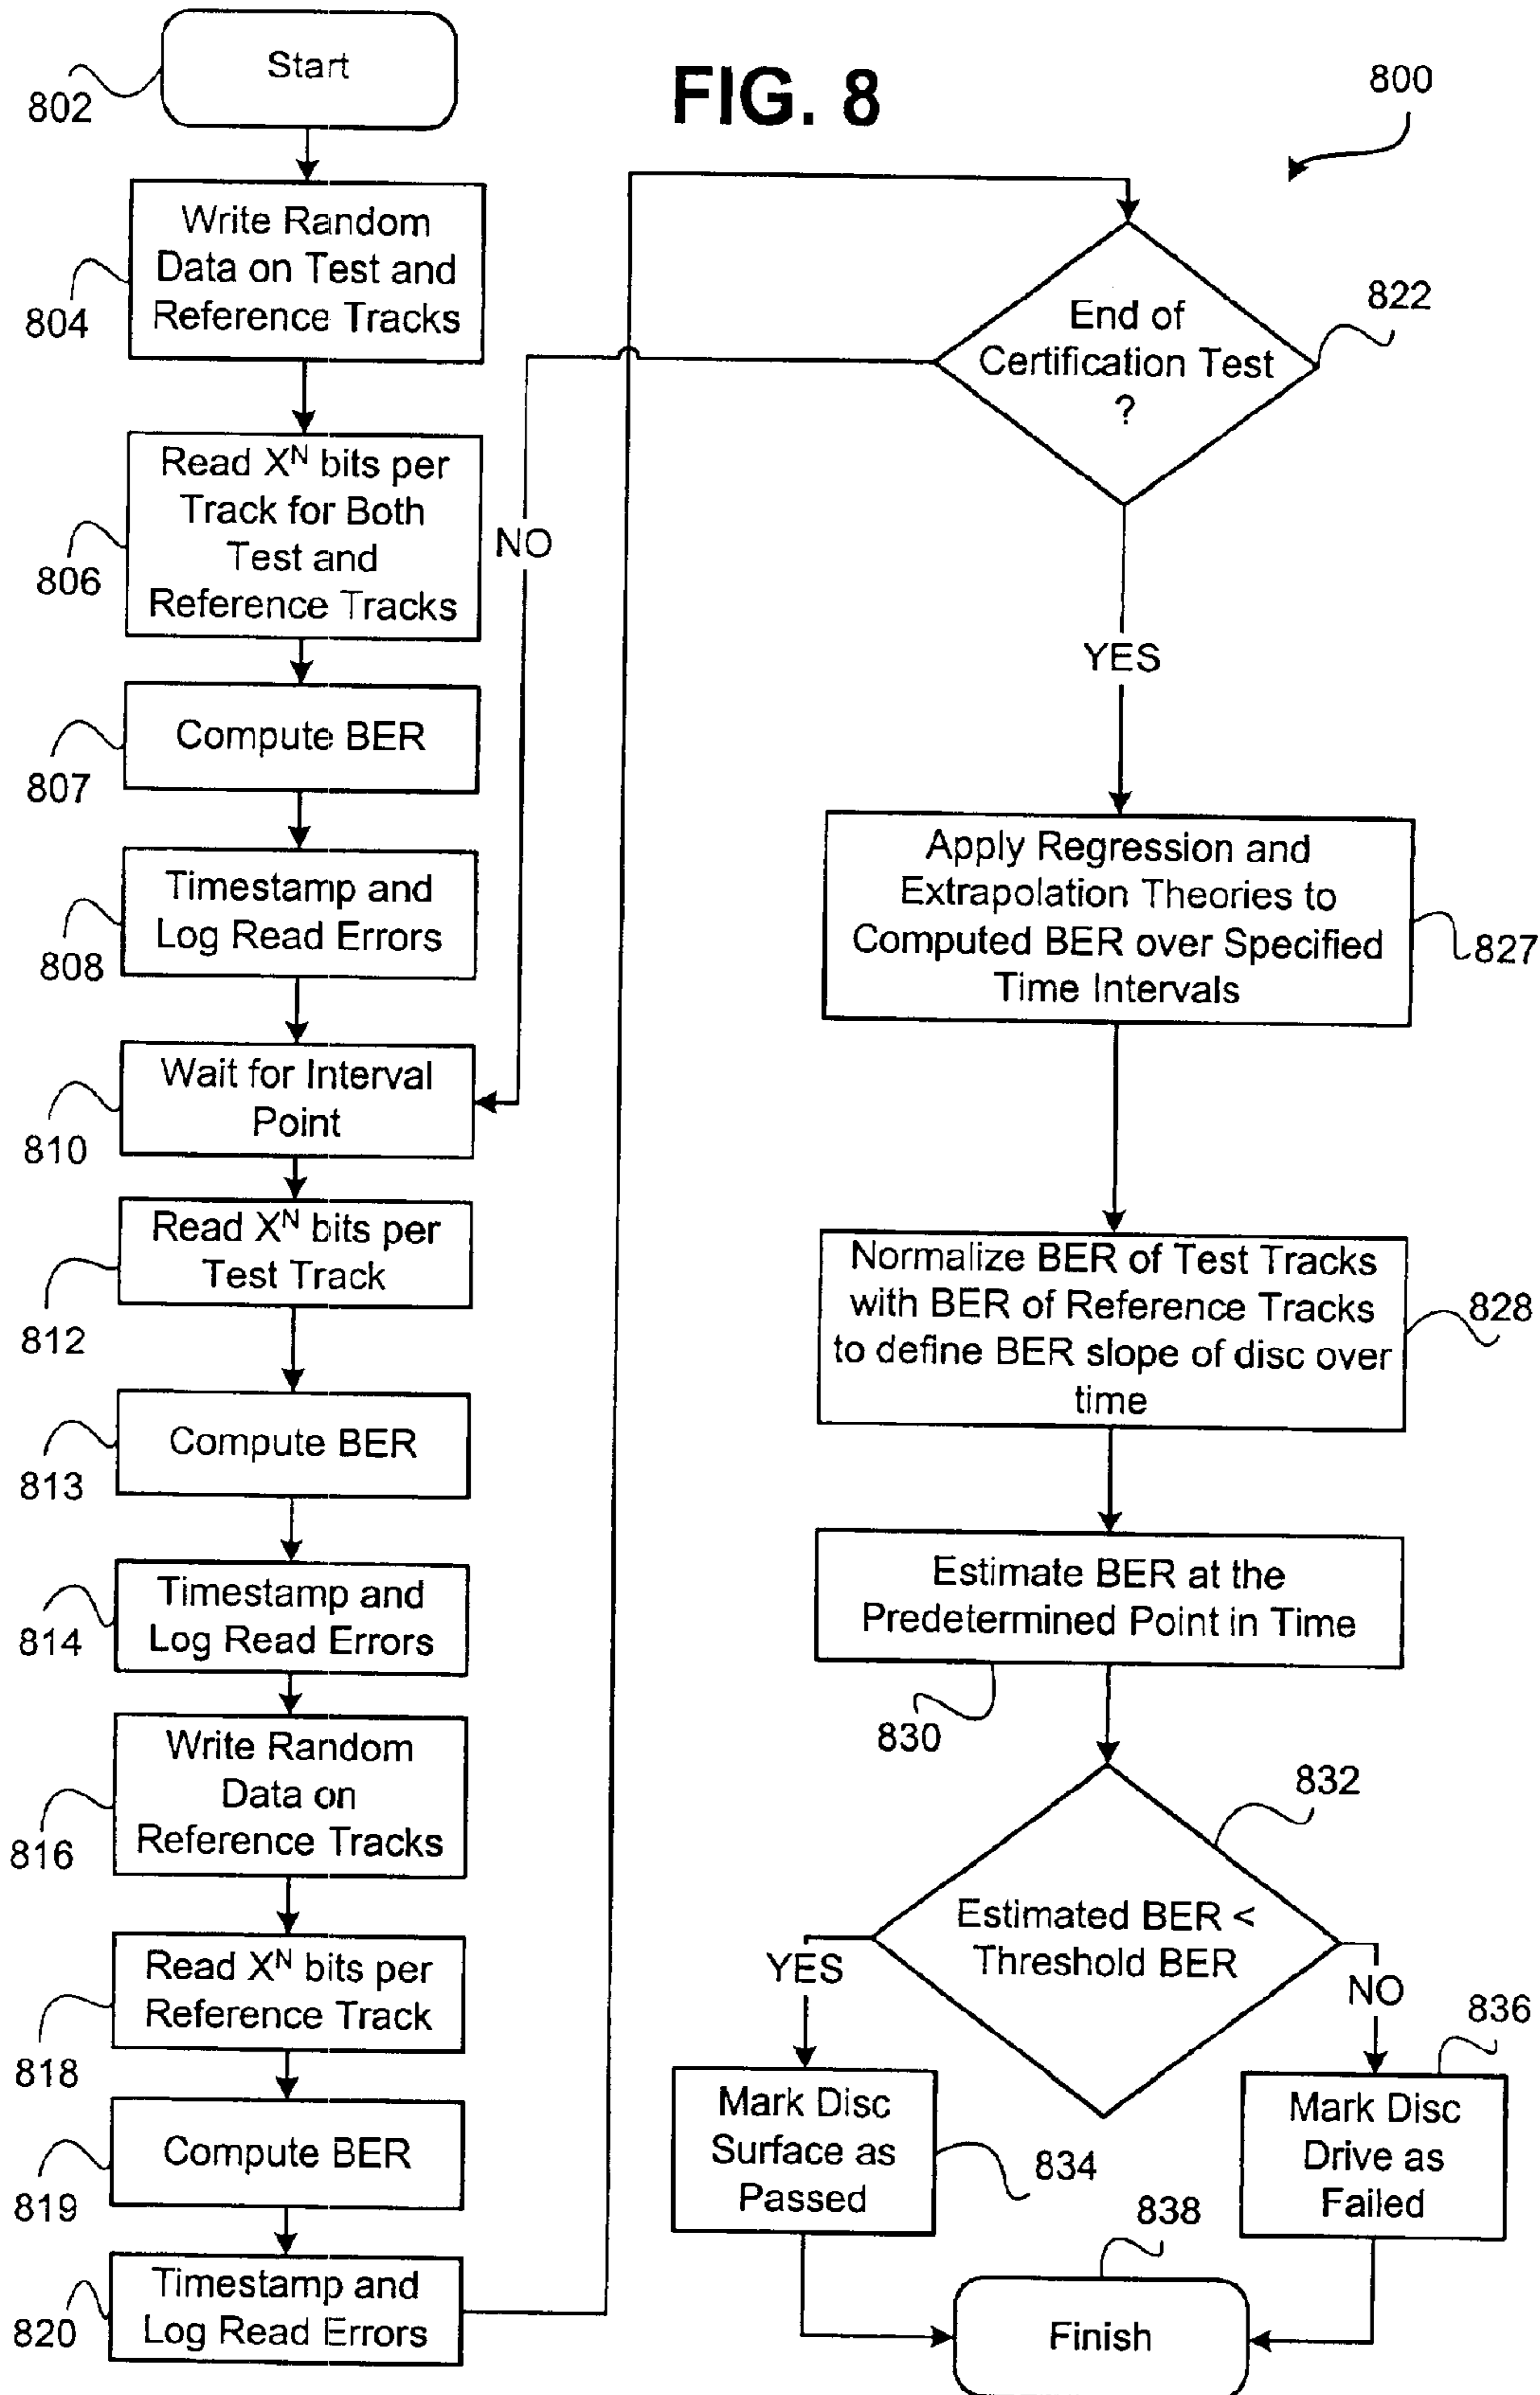 FIG. 8
800
Start
802
Write Random
Data on Test and
Reference Tracks
804
Read X^N bits per
Track for Both
Test and
Reference Tracks
806
Compute BER
807
Timestamp and
Log Read Errors
808
Wait for Interval
Point
810
Read X^N bits per
Test Track
812
Compute BER
813
Timestamp and
Log Read Errors
814
Write Random
Data on
Reference Tracks
816
Read X^N bits per
Reference Track
818
Compute BER
819
Timestamp and
Log Read Errors
820
End of
Certification Test
?
822
NO
YES
Apply Regression and
Extrapolation Theories to
Computed BER over Specified
Time Intervals
827
Normalize BER of Test Tracks
with BER of Reference Tracks
to define BER slope of disc over
time
828
Estimate BER at the
Predetermined Point in Time
830
Estimated BER <
Threshold BER
832
YES
NO
Mark Disc
Surface as
Passed
834
Mark Disc
Drive as
Failed
836
Finish
838